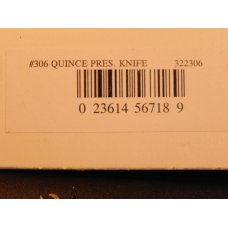 #306 QUINCE PRES. KNIFE 322306
0 23614 56718 9